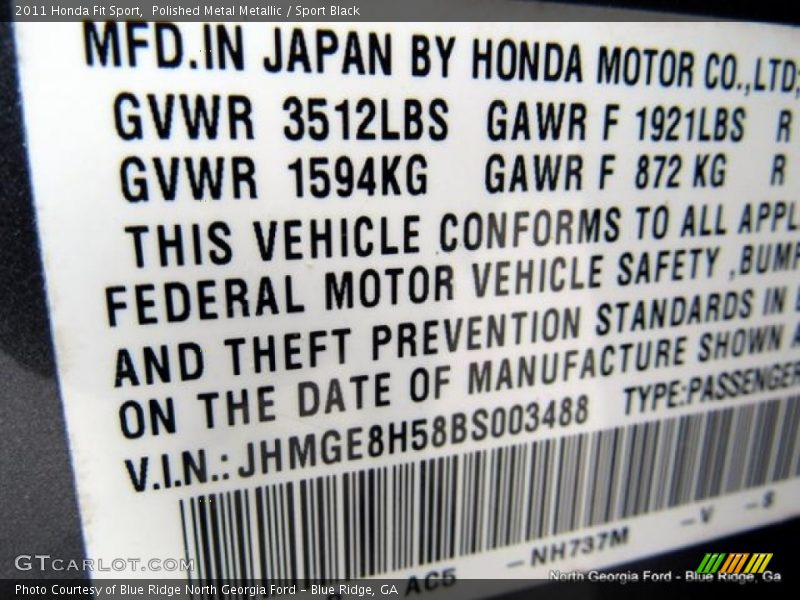 2011 Honda Fit Sport, Polished Metal Metallic / Sport Black
MFD.IN JAPAN BY HONDA MOTOR CO.,LTD;
GVWR 3512LBS GAWR F 1921LBS R
GVWR 1594KG GAWR F 872 KG R
THIS VEHICLE CONFORMS TO ALL APPL
FEDERAL MOTOR VEHICLE SAFETY ,BUMP
AND THEFT PREVENTION STANDARDS IN
ON THE DATE OF MANUFACTURE SHOWN A
V.I.N.: JHMGE8H58BS003488 TYPE:PASSENGER
AC5 -NH737M -V -S
GTCARLOT.COM
North Georgia Ford - Blue Ridge, Ga
Photo Courtesy of Blue Ridge North Georgia Ford - Blue Ridge, GA